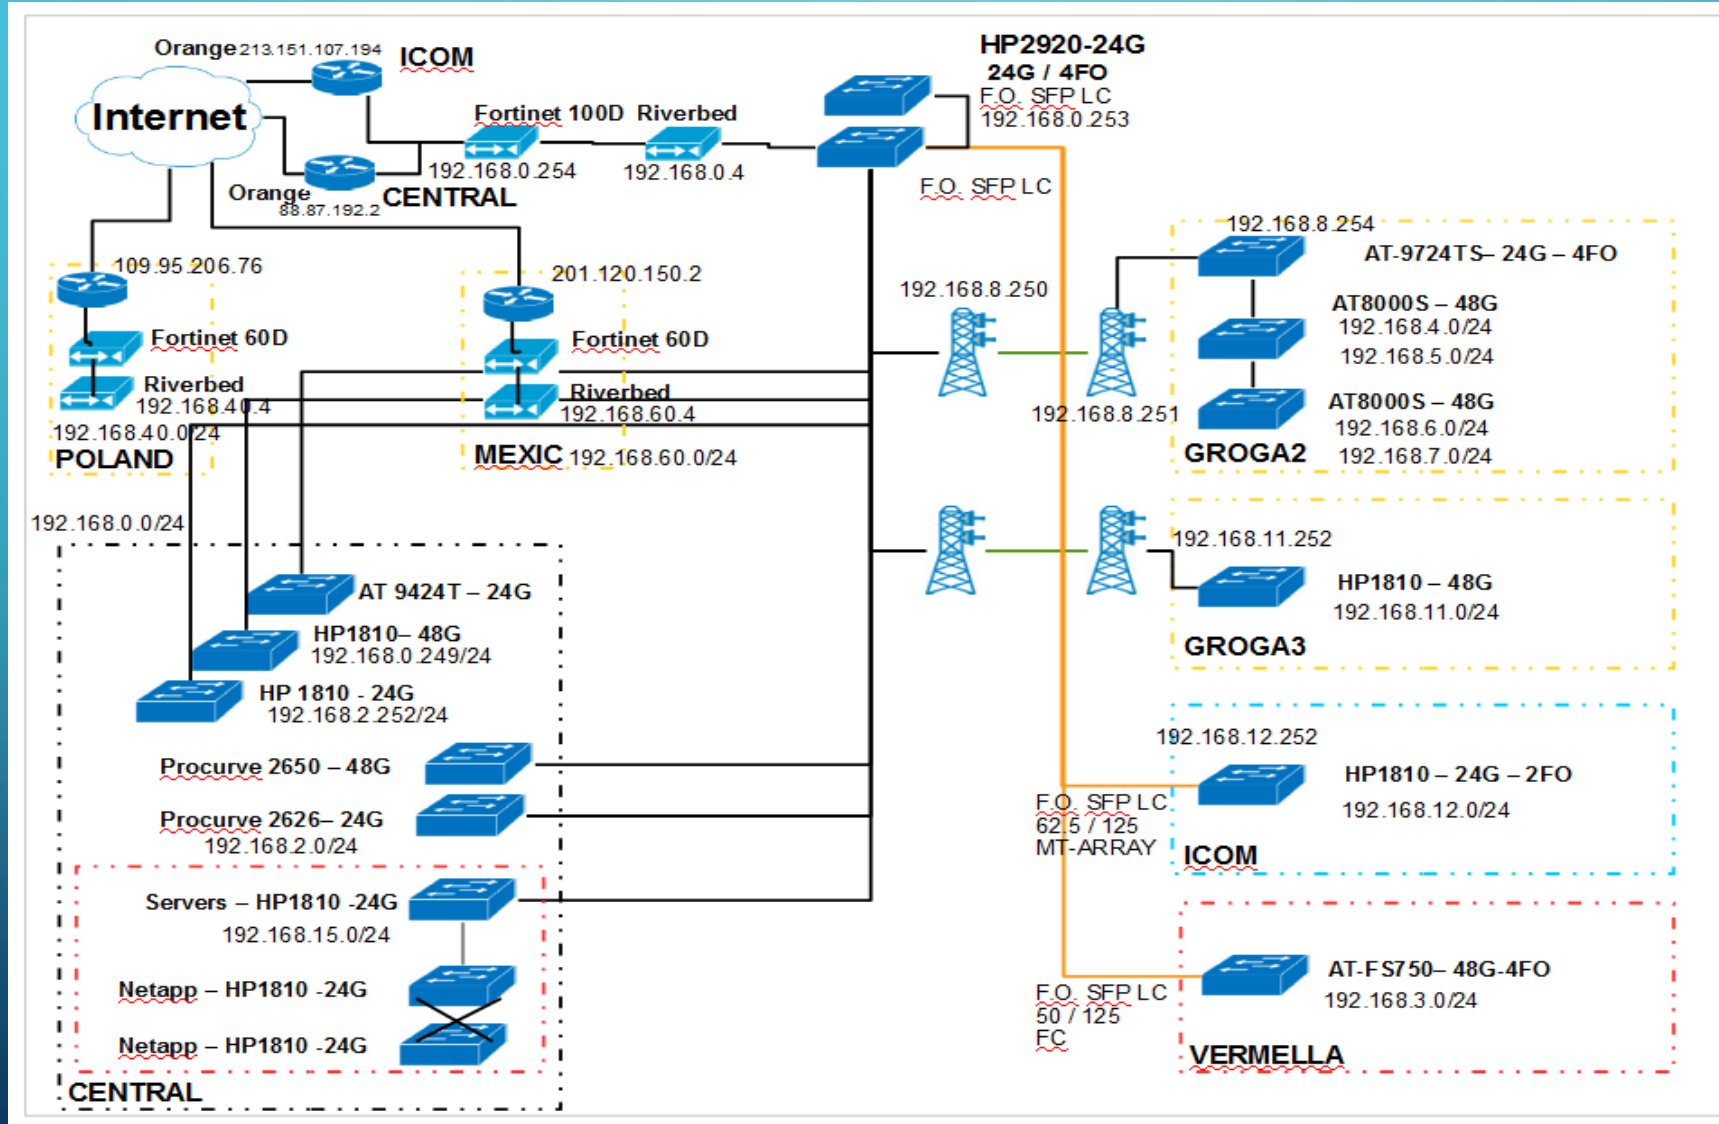 Orange 213.151.107.194
ICOM
Internet
Fortinet 100D
Riverbed
192.168.0.254
192.168.0.4
Orange
88.87.192.2
CENTRAL
HP2920-24G
24G / 4FO
F.O. SFP LC
192.168.0.253
F.O. SFP LC
109.95.206.76
Fortinet 60D
Riverbed
192.168.40.4
192.168.40.0/24
POLAND
201.120.150.2
Fortinet 60D
Riverbed
192.168.60.4
MEXIC 192.168.60.0/24
192.168.8.250
192.168.8.251
192.168.8.254
AT-9724TS– 24G – 4FO
AT8000S – 48G
192.168.4.0/24
192.168.5.0/24
AT8000S – 48G
192.168.6.0/24
192.168.7.0/24
GROGA2
192.168.11.252
HP1810 – 48G
192.168.11.0/24
GROGA3
192.168.12.252
HP1810 – 24G – 2FO
192.168.12.0/24
ICOM
F.O. SFP LC
62.5 / 125
MT-ARRAY
AT-FS750– 48G-4FO
192.168.3.0/24
VERMELLA
F.O. SFP LC
50 / 125
FC
192.168.0.0/24
AT 9424T – 24G
HP1810– 48G
192.168.0.249/24
HP 1810 - 24G
192.168.2.252/24
Procurve 2650 – 48G
Procurve 2626– 24G
192.168.2.0/24
Servers – HP1810 -24G
192.168.15.0/24
Netapp – HP1810 -24G
Netapp – HP1810 -24G
CENTRAL